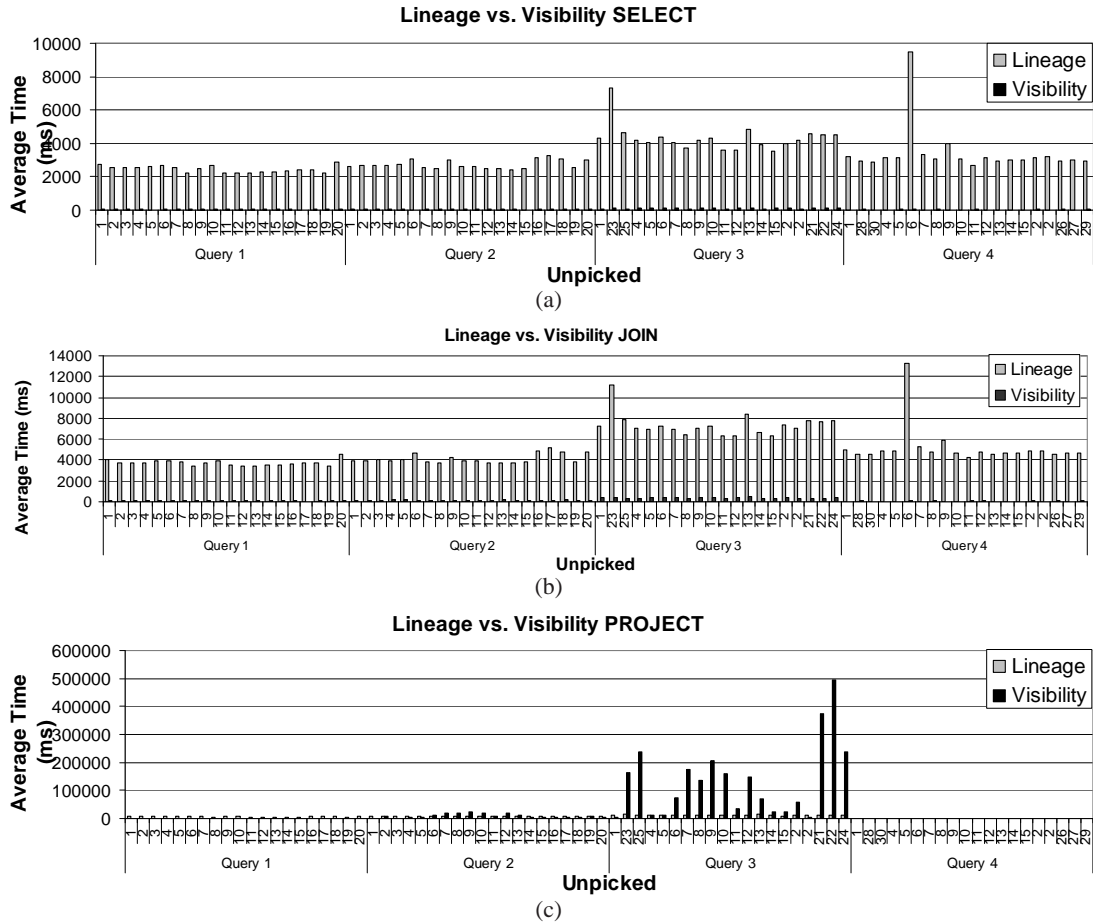 Lineage vs. Visibility SELECT
Average Time (ms)
10000
8000
6000
4000
2000
0
Lineage
Visibility
1 2 3 4 5 6 7 8 9 10 11 12 13 14 15 16 17 18 19 20 1 2 3 4 5 6 7 8 9 10 11 12 13 14 15 16 17 18 19 20 1 23 25 4 5 6 7 8 9 10 11 12 13 14 15 2 2 21 22 24 1 28 30 4 5 6 7 8 9 10 11 12 13 14 15 2 2 26 27 29
Query 1 Query 2 Query 3 Query 4
Unpicked
(a)
Lineage vs. Visibility JOIN
Average Time (ms)
14000
12000
10000
8000
6000
4000
2000
0
Lineage
Visibility
1 2 3 4 5 6 7 8 9 10 11 12 13 14 15 16 17 18 19 20 1 2 3 4 5 6 7 8 9 10 11 12 13 14 15 16 17 18 19 20 1 23 25 4 5 6 7 8 9 10 11 12 13 14 15 2 2 21 22 24 1 28 30 4 5 6 7 8 9 10 11 12 13 14 15 2 2 26 27 29
Query 1 Query 2 Query 3 Query 4
Unpicked
(b)
Lineage vs. Visibility PROJECT
Average Time (ms)
600000
500000
400000
300000
200000
100000
0
Lineage
Visibility
1 2 3 4 5 6 7 8 9 10 11 12 13 14 15 16 17 18 19 20 1 2 3 4 5 6 7 8 9 10 11 12 13 14 15 16 17 18 19 20 1 23 25 4 5 6 7 8 9 10 11 12 13 14 15 2 2 21 22 24 1 28 30 4 5 6 7 8 9 10 11 12 13 14 15 2 2 26 27 29
Query 1 Query 2 Query 3 Query 4
Unpicked
(c)